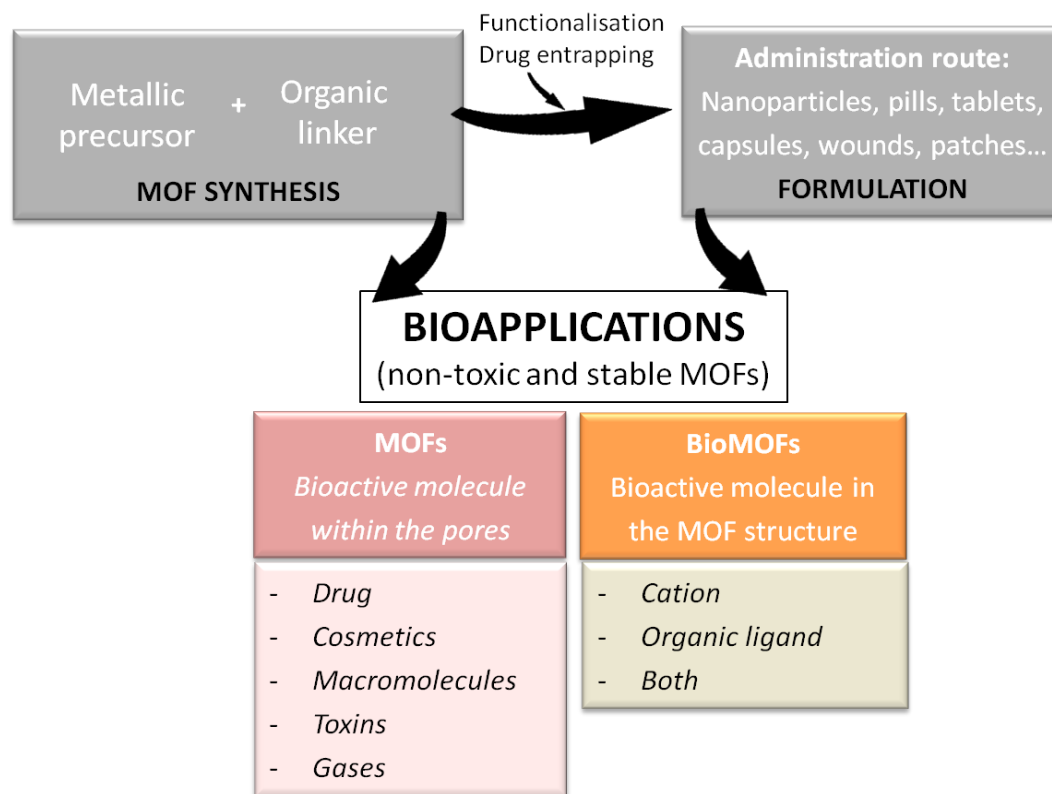 Functionalisation
Drug entrapping
Metallic
precursor
+
Organic
linker
MOF SYNTHESIS
Administration route:
Nanoparticles, pills, tablets,
capsules, wounds, patches…
FORMULATION
BIOAPPLICATIONS
(non-toxic and stable MOFs)
MOFs
Bioactive molecule
within the pores
- Drug
- Cosmetics
- Macromolecules
- Toxins
- Gases
BioMOFs
Bioactive molecule in
the MOF structure
- Cation
- Organic ligand
- Both